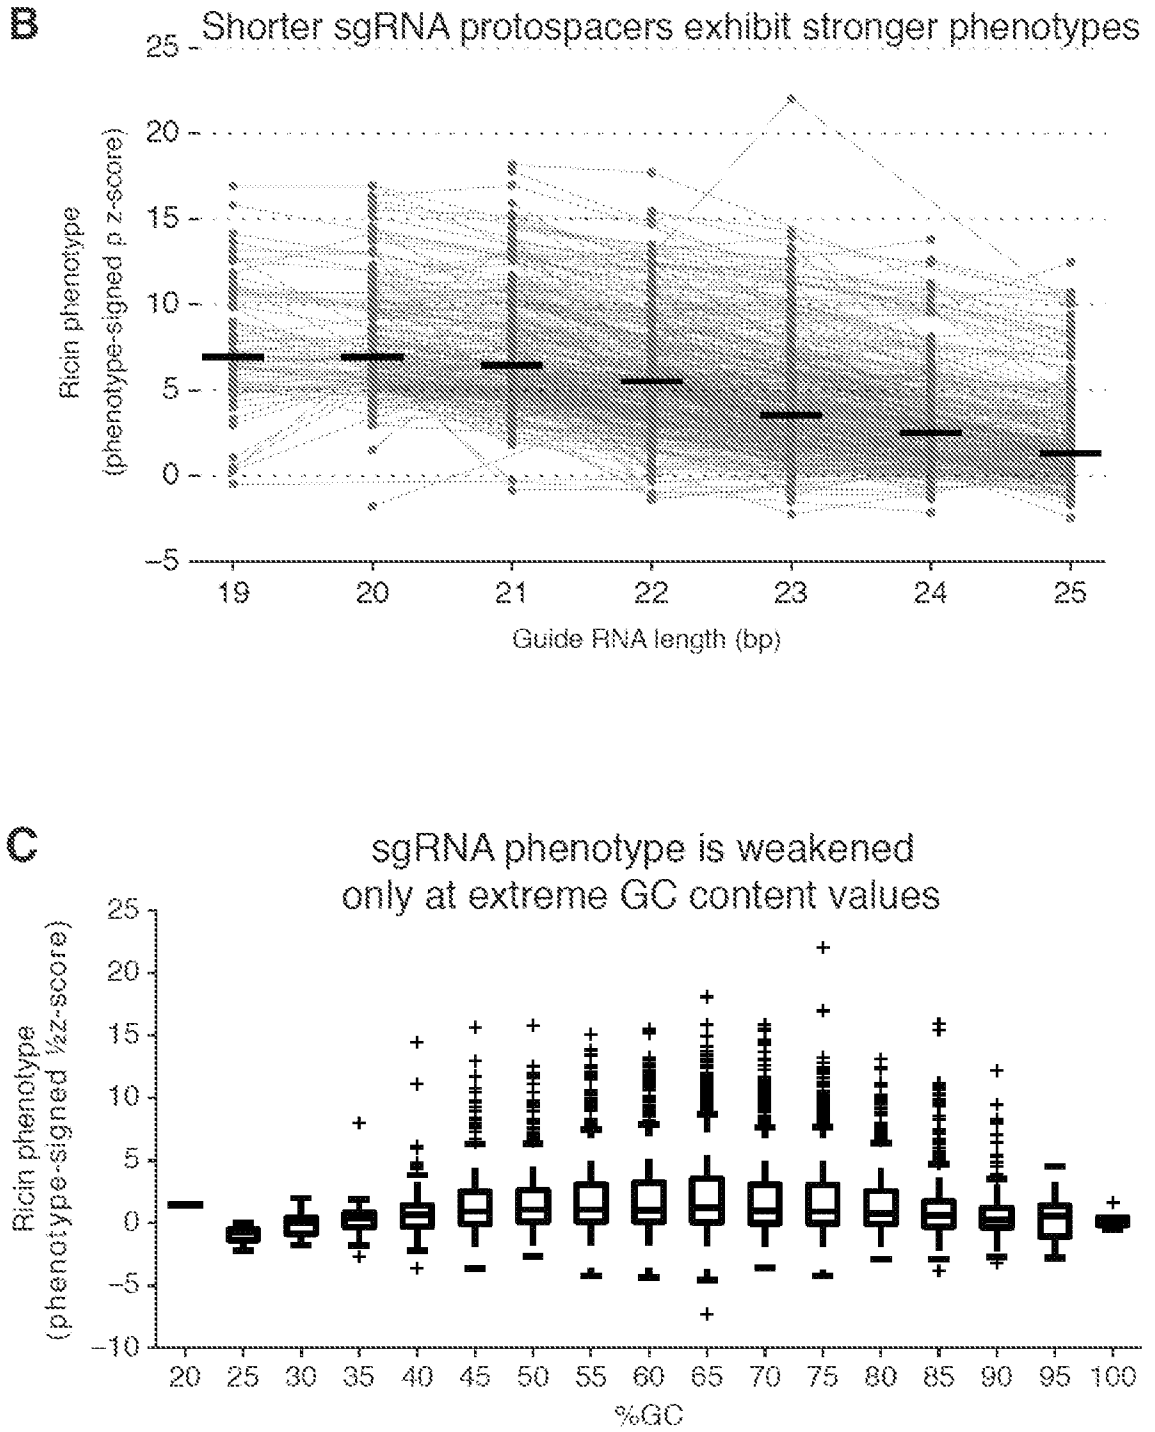 B
Shorter sgRNA protospacers exhibit stronger phenotypes
25
20
15
10
5
0
−5
Ricin phenotype
(phenotype-signed p z-score)
19 20 21 22 23 24 25
Guide RNA length (bp)
C
sgRNA phenotype is weakened
only at extreme GC content values
25
20
15
10
5
0
−5
−10
Ricin phenotype
(phenotype-signed ½z-score)
20 25 30 35 40 45 50 55 60 65 70 75 80 85 90 95 100
%GC